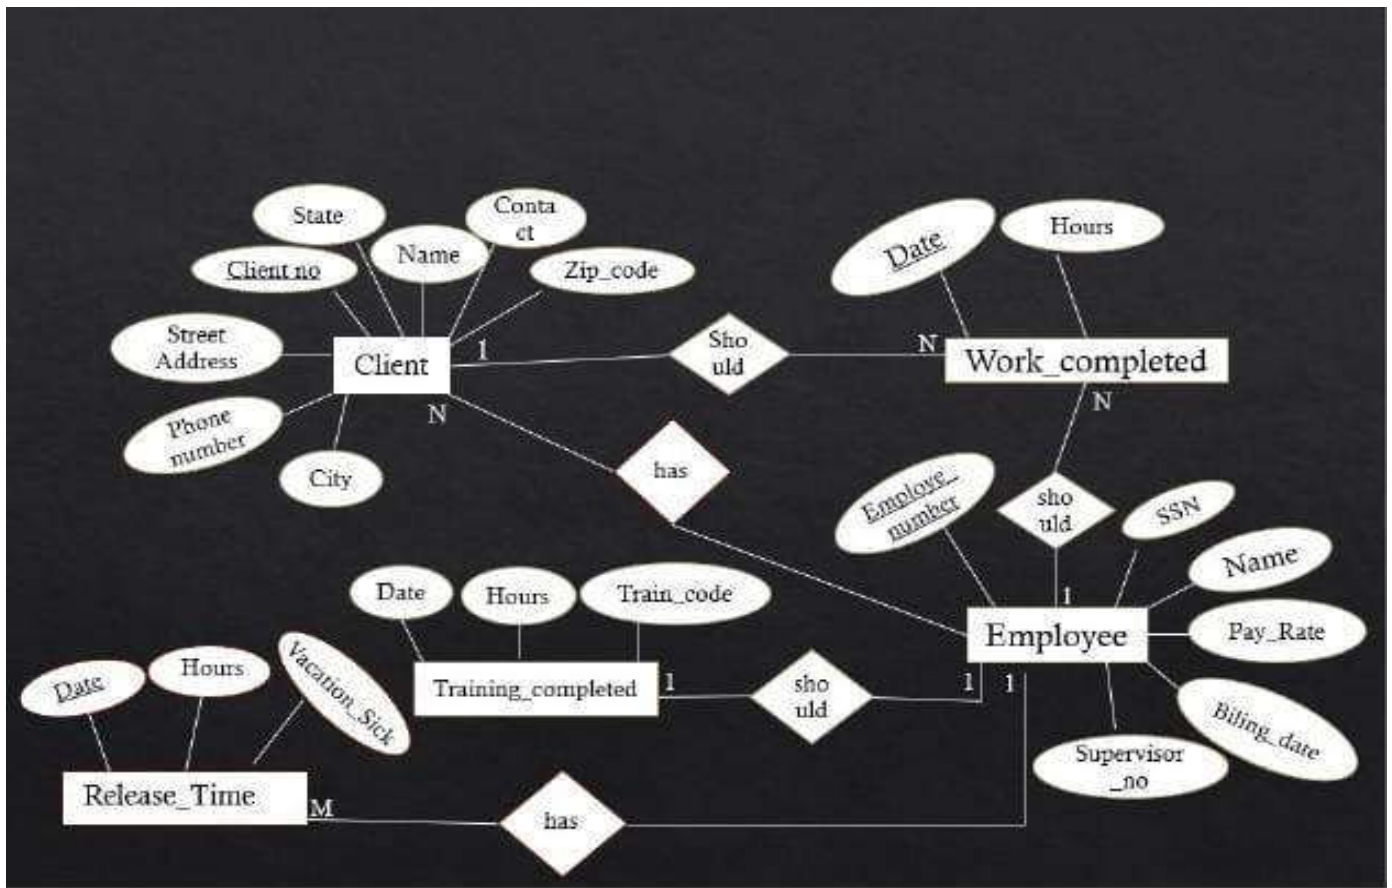 State
Conta
ct
Name
Client no
Zip_code
Street
Address
Client
1
N
Phone
number
City
Sho
uld
Date
Hours
N
Work_completed
N
has
Employe_
number
sho
uld
SSN
Name
1
Employee
Pay_Rate
1
1
Biling_date
Supervisor
_no
Date
Hours
Train_code
Training_completed
1
sho
uld
Date
Hours
Vacation_Sick
Release_Time
M
has